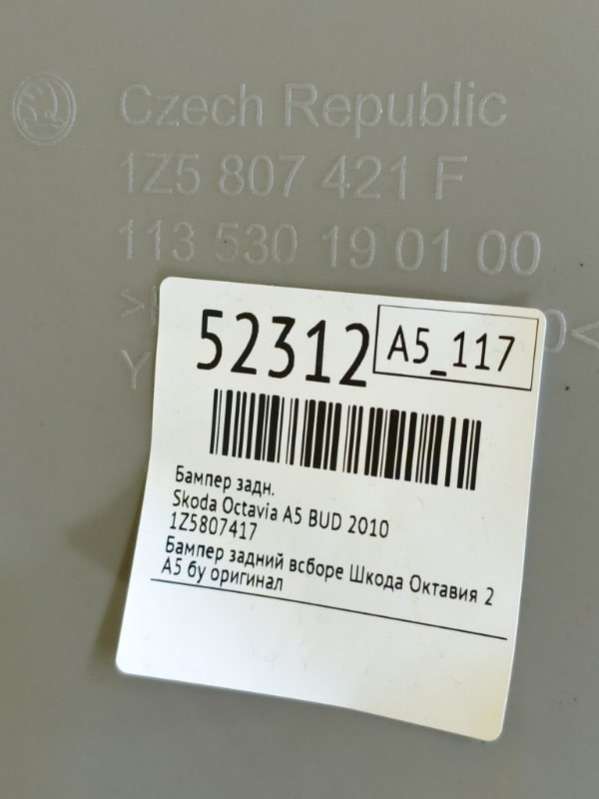 Czech Republic
1Z5 807 421 F
113 530 19 01 00
52312
A5_117
Бампер задн.
Skoda Octavia A5 BUD 2010
1Z5807417
Бампер задний всборе Шкода Октавия 2
А5 бу оригинал